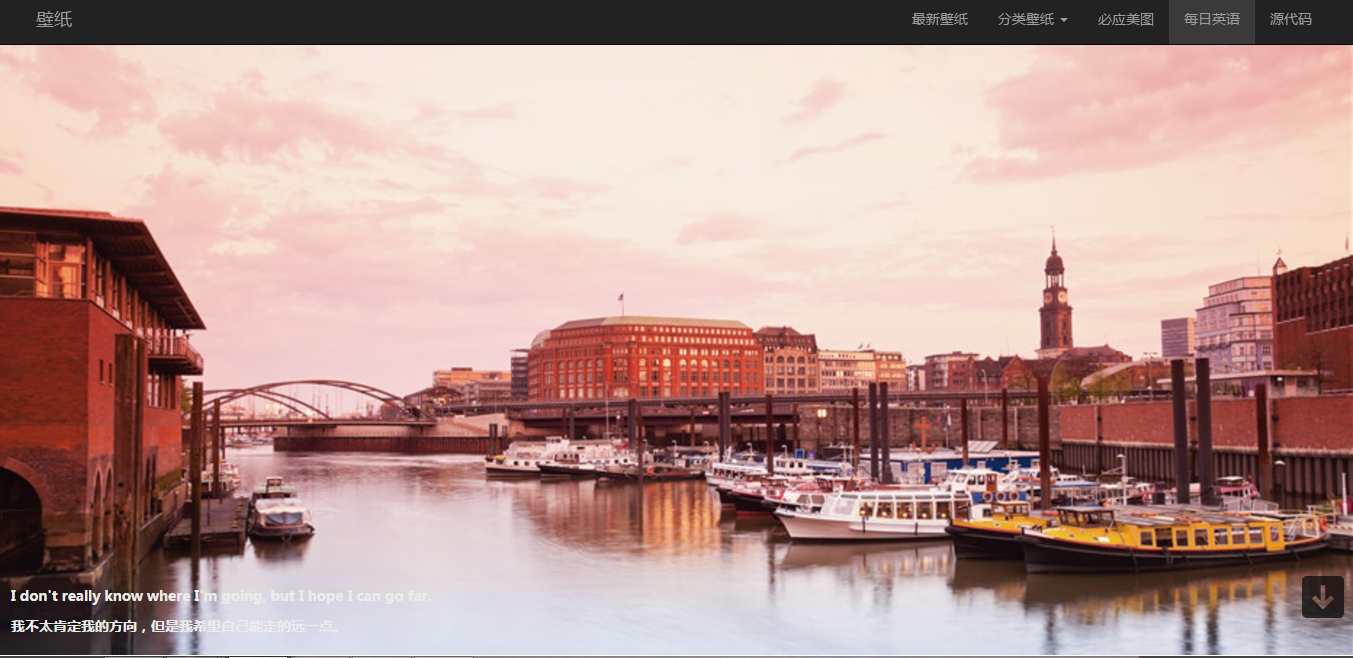 壁纸 最新壁纸 分类壁纸 必应美图 每日英语 源代码
I don't really know where I'm going, but I hope I can go far.
我不太肯定我的方向，但是我希望自己能走的远一点。